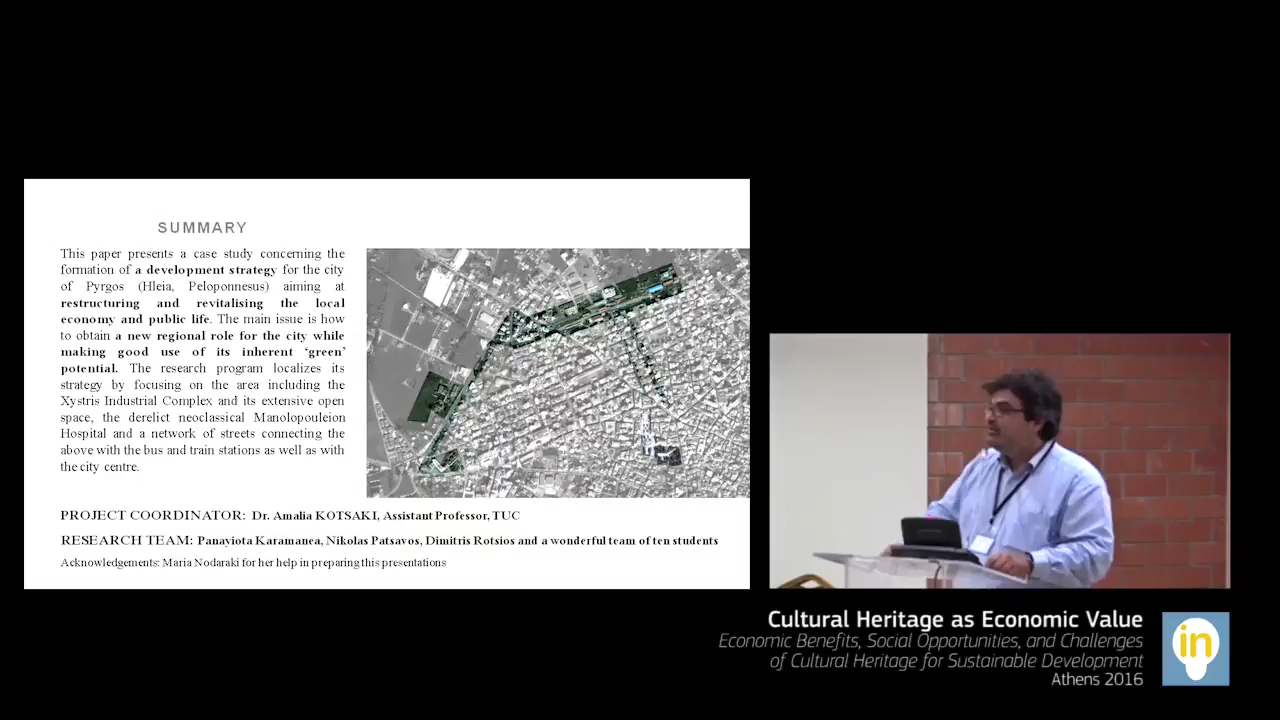 SUMMARY
This paper presents a case study concerning the
formation of a development strategy for the city
of Pyrgos (Hleia, Peloponnesus) aiming at
restructuring and revitalising the local
economy and public life. The main issue is how
to obtain a new regional role for the city while
making good use of its inherent ‘green’
potential. The research program localizes its
strategy by focusing on the area including the
Xystris Industrial Complex and its extensive open
space, the derelict neoclassical Manolopouleion
Hospital and a network of streets connecting the
above with the bus and train stations as well as with
the city centre.
PROJECT COORDINATOR: Dr. Amalia KOTSAKI, Assistant Professor, TUC
RESEARCH TEAM: Panayiota Karamanea, Nikolas Patsavos, Dimitris Rotsios and a wonderful team of ten students
Acknowledgements: Maria Nodaraki for her help in preparing this presentations
Cultural Heritage as Economic Value
Economic Benefits, Social Opportunities, and Challenges
of Cultural Heritage for Sustainable Development
Athens 2016
in